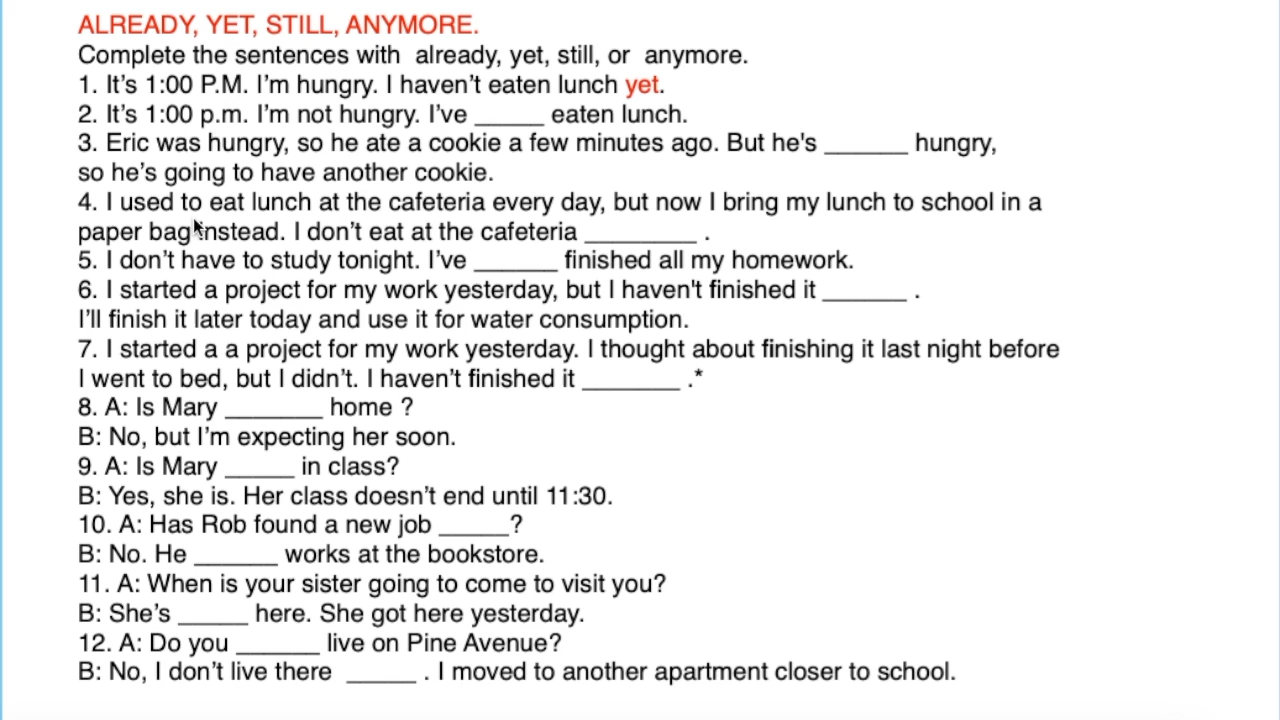 ALREADY, YET, STILL, ANYMORE.
Complete the sentences with  already, yet, still, or  anymore.
1. It’s 1:00 P.M. I’m hungry. I haven’t eaten lunch yet.
2. It’s 1:00 p.m. I’m not hungry. I’ve _____ eaten lunch.
3. Eric was hungry, so he ate a cookie a few minutes ago. But he's ______ hungry,
so he’s going to have another cookie.
4. I used to eat lunch at the cafeteria every day, but now I bring my lunch to school in a
paper bag instead. I don’t eat at the cafeteria ________ .
5. I don’t have to study tonight. I’ve ______ finished all my homework.
6. I started a project for my work yesterday, but I haven't finished it ______ .
I’ll finish it later today and use it for water consumption.
7. I started a a project for my work yesterday. I thought about finishing it last night before
I went to bed, but I didn’t. I haven’t finished it _______ .*
8. A: Is Mary _______ home ?
B: No, but I’m expecting her soon.
9. A: Is Mary _____ in class?
B: Yes, she is. Her class doesn’t end until 11:30.
10. A: Has Rob found a new job _____?
B: No. He ______ works at the bookstore.
11. A: When is your sister going to come to visit you?
B: She’s _____ here. She got here yesterday.
12. A: Do you ______ live on Pine Avenue?
B: No, I don’t live there  _____ . I moved to another apartment closer to school.